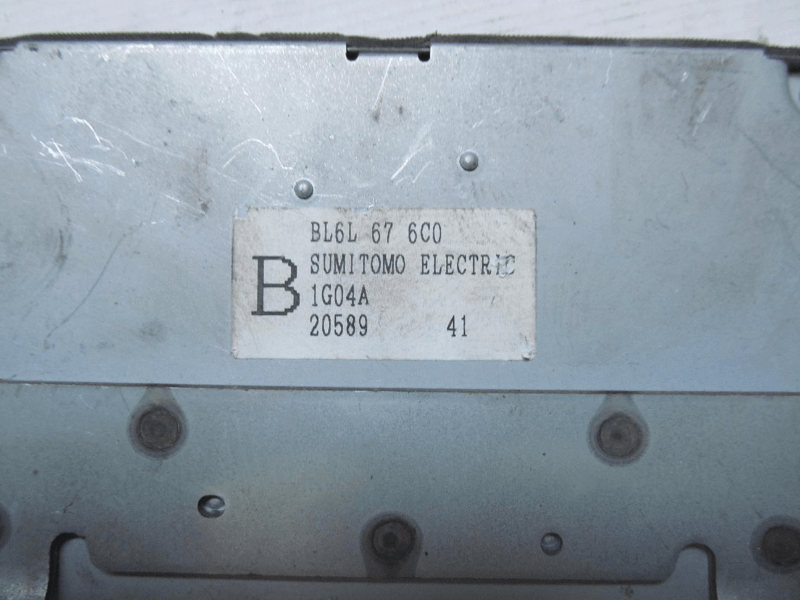 BL6L 67 6C0
B
SUMITOMO ELECTRIC
1G04A
20589 41